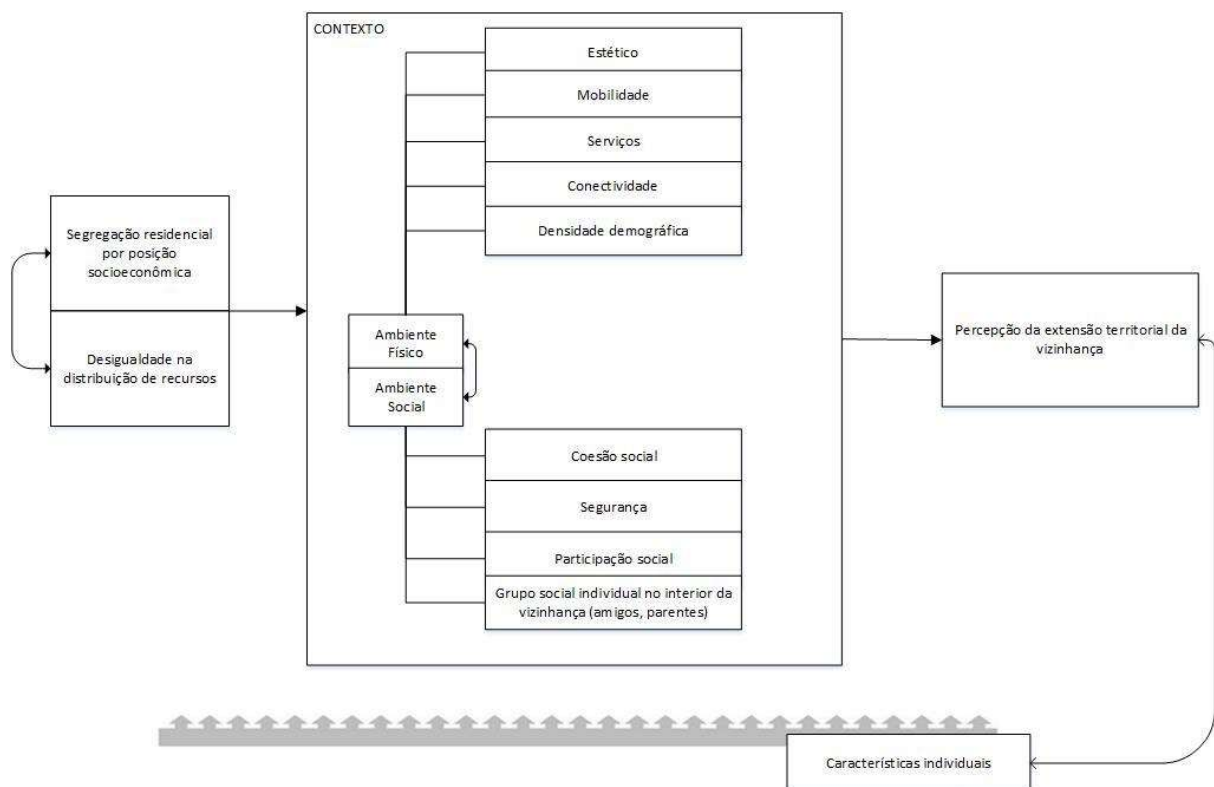 CONTEXTO
Estético
Mobilidade
Serviços
Conectividade
Densidade demográfica
Segregação residencial
por posição
socioeconômica
Desigualdade na
distribuição de recursos
Ambiente
Físico
Ambiente
Social
Percepção da extensão territorial da
vizinhança
Coesão social
Segurança
Participação social
Grupo social individual no interior da
vizinhança (amigos, parentes)
Características individuais